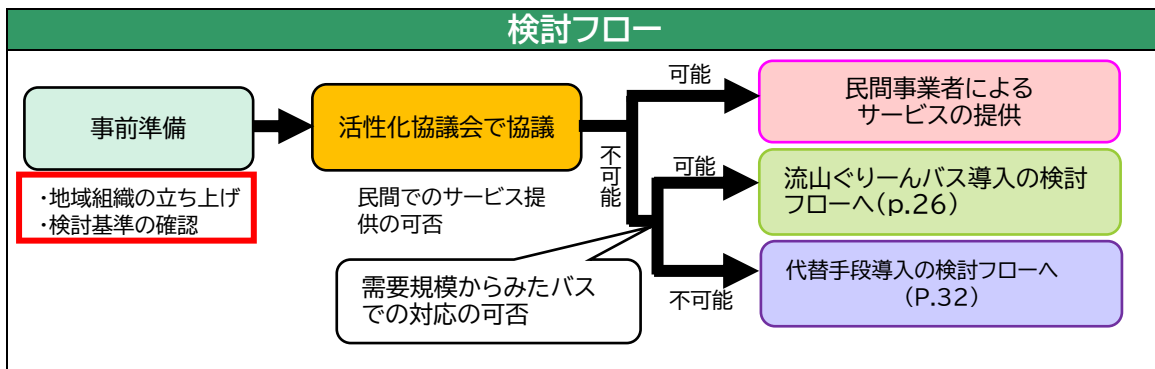 検討フロー
事前準備
・地域組織の立ち上げ
・検討基準の確認
活性化協議会で協議
民間でのサービス提
供の可否
可能
不可能
民間事業者による
サービスの提供
需要規模からみたバス
での対応の可否
可能
流山ぐりーんバス導入の検討
フローへ(p.26)
不可能
代替手段導入の検討フローへ
(P.32)